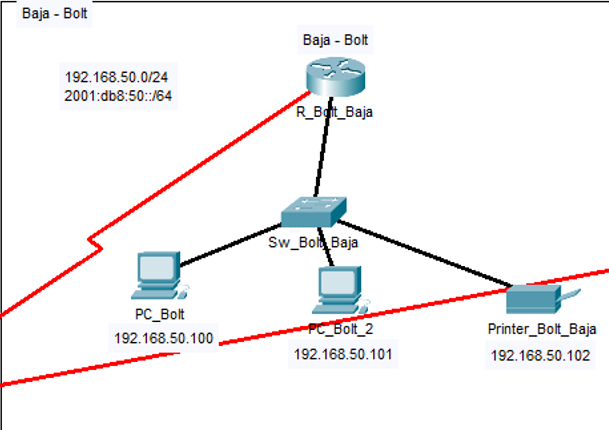 Baja - Bolt
Baja - Bolt
192.168.50.0/24
2001:db8:50::/64
R_Bolt_Baja
Sw_Bolt_Baja
PC_Bolt
192.168.50.100
PC_Bolt_2
192.168.50.101
Printer_Bolt_Baja
192.168.50.102